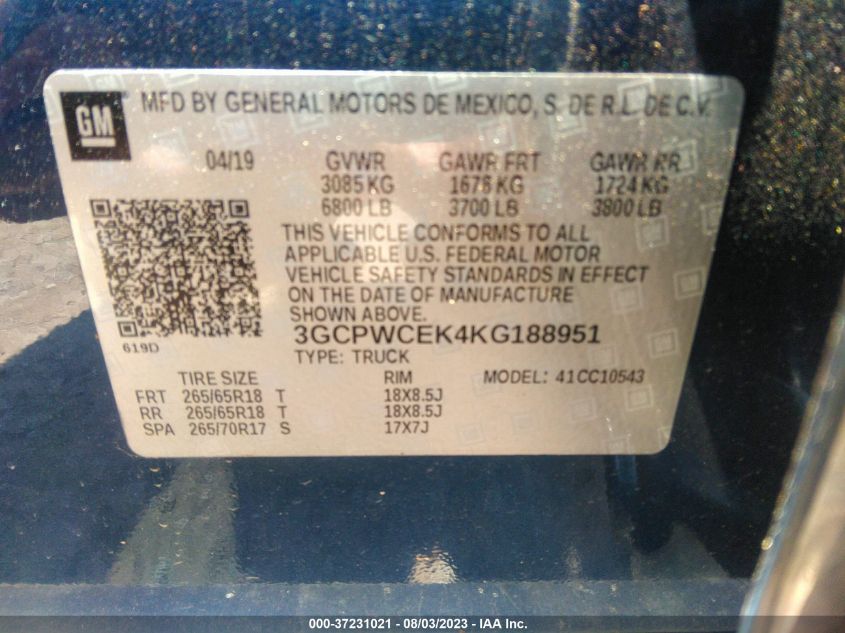 GM MFD BY GENERAL MOTORS DE MEXICO, S. DE R.L. DE C.V.
04/19 GVWR GAWR FRT GAWR RR
3085 KG 1678 KG 1724 KG
6800 LB 3700 LB 3800 LB
THIS VEHICLE CONFORMS TO ALL
APPLICABLE U.S. FEDERAL MOTOR
VEHICLE SAFETY STANDARDS IN EFFECT
ON THE DATE OF MANUFACTURE
SHOWN ABOVE.
3GCPWCEK4KG188951
619D
TYPE: TRUCK
TIRE SIZE RIM MODEL: 41CC10543
FRT 265/65R18 T 18X8.5J
RR 265/65R18 T 18X8.5J
SPA 265/70R17 S 17X7J
000-37231021 - 08/03/2023 - IAA Inc.